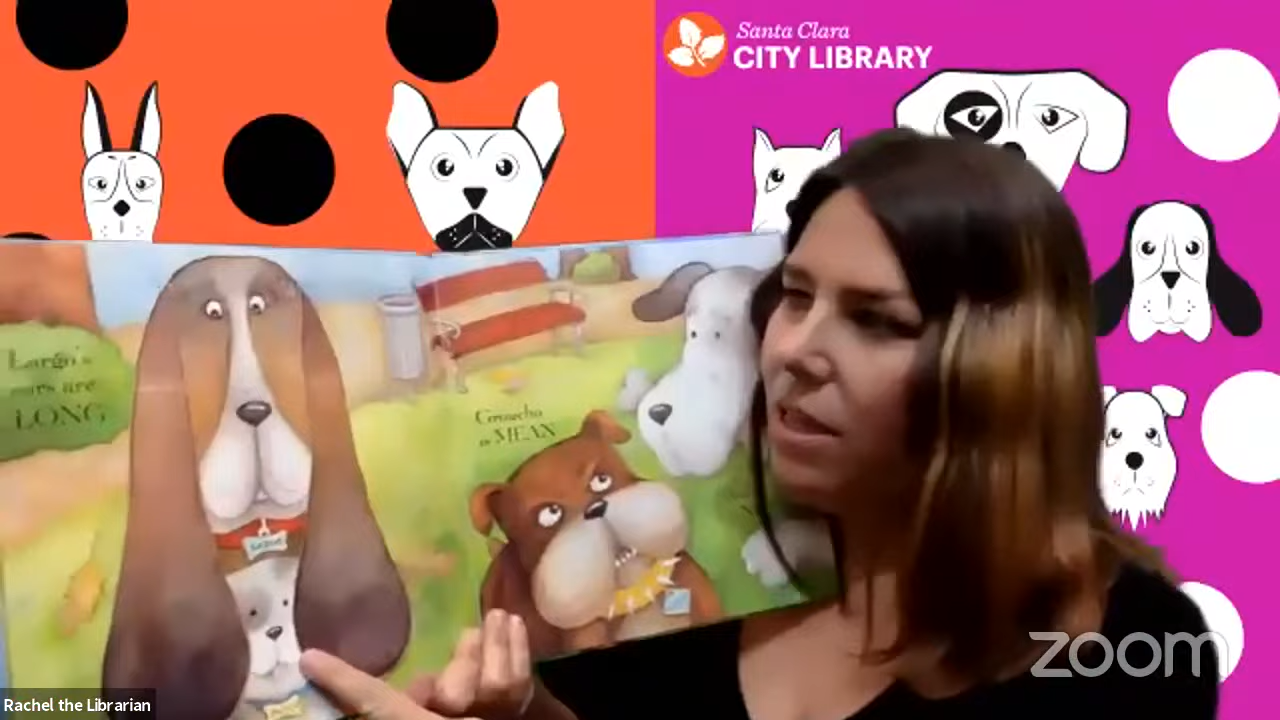 Santa Clara
CITY LIBRARY
Largo's
ears are
LONG
Groucho
is MEAN
zoom
Rachel the Librarian